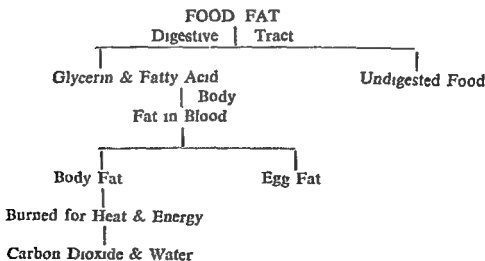 FOOD FAT
Digestive Tract
Glycerin & Fatty Acid Undigested Food
Body
Fat in Blood
Body Fat Egg Fat
Burned for Heat & Energy
Carbon Dioxide & Water